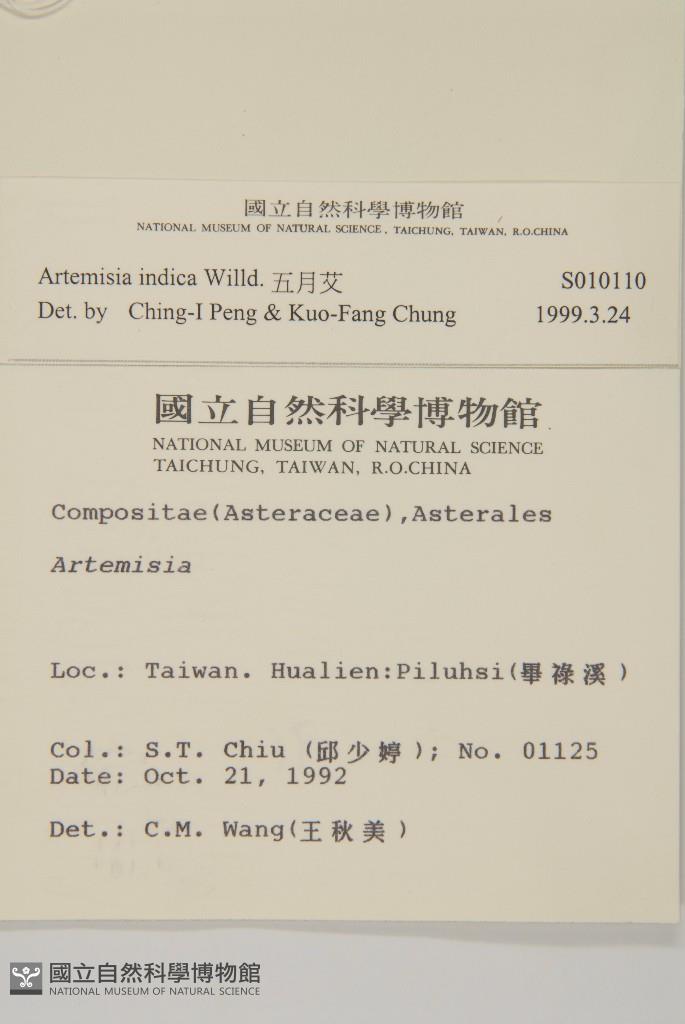 國立自然科學博物館
NATIONAL MUSEUM OF NATURAL SCIENCE, TAICHUNG, TAIWAN, R.O.CHINA
Artemisia indica Willd. 五月艾 S010110
Det. by Ching-I Peng & Kuo-Fang Chung 1999.3.24
國立自然科學博物館
NATIONAL MUSEUM OF NATURAL SCIENCE
TAICHUNG, TAIWAN, R.O.CHINA
Compositae(Asteraceae),Asterales
Artemisia
Loc.: Taiwan. Hualien:Piluhsi(畢祿溪)
Col.: S.T. Chiu (邱少婷); No. 01125
Date: Oct. 21, 1992
Det.: C.M. Wang(王秋美)
國立自然科學博物館
NATIONAL MUSEUM OF NATURAL SCIENCE